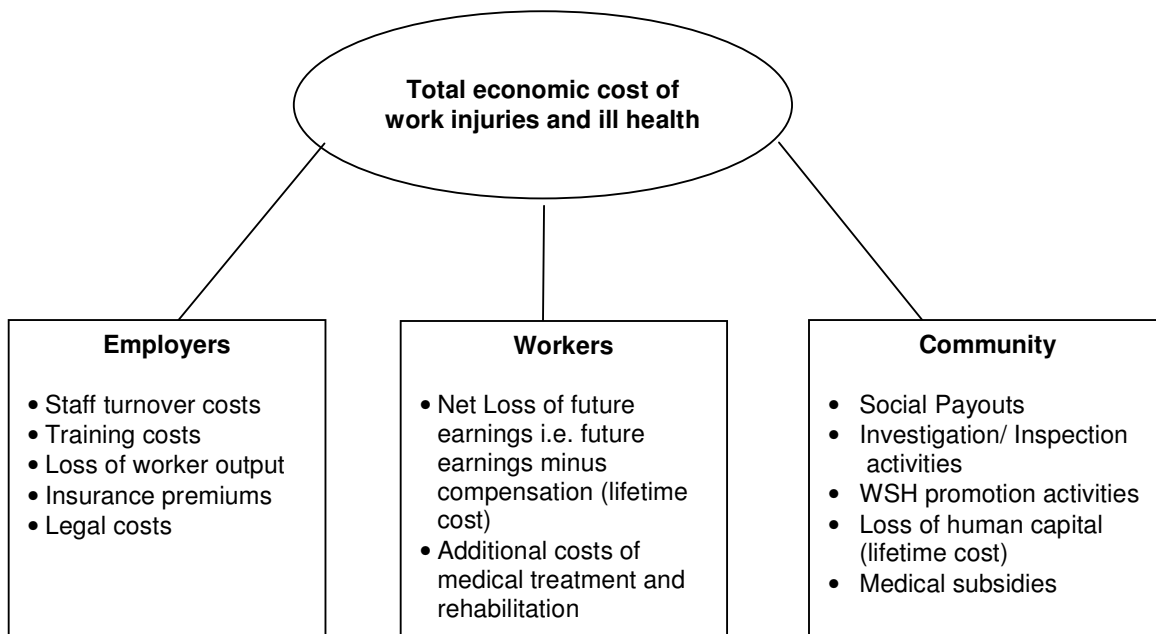 Total economic cost of
work injuries and ill health
Employers
• Staff turnover costs
• Training costs
• Loss of worker output
• Insurance premiums
• Legal costs
Workers
• Net Loss of future
earnings i.e. future
earnings minus
compensation (lifetime
cost)
• Additional costs of
medical treatment and
rehabilitation
Community
• Social Payouts
• Investigation/ Inspection
activities
• WSH promotion activities
• Loss of human capital
(lifetime cost)
• Medical subsidies